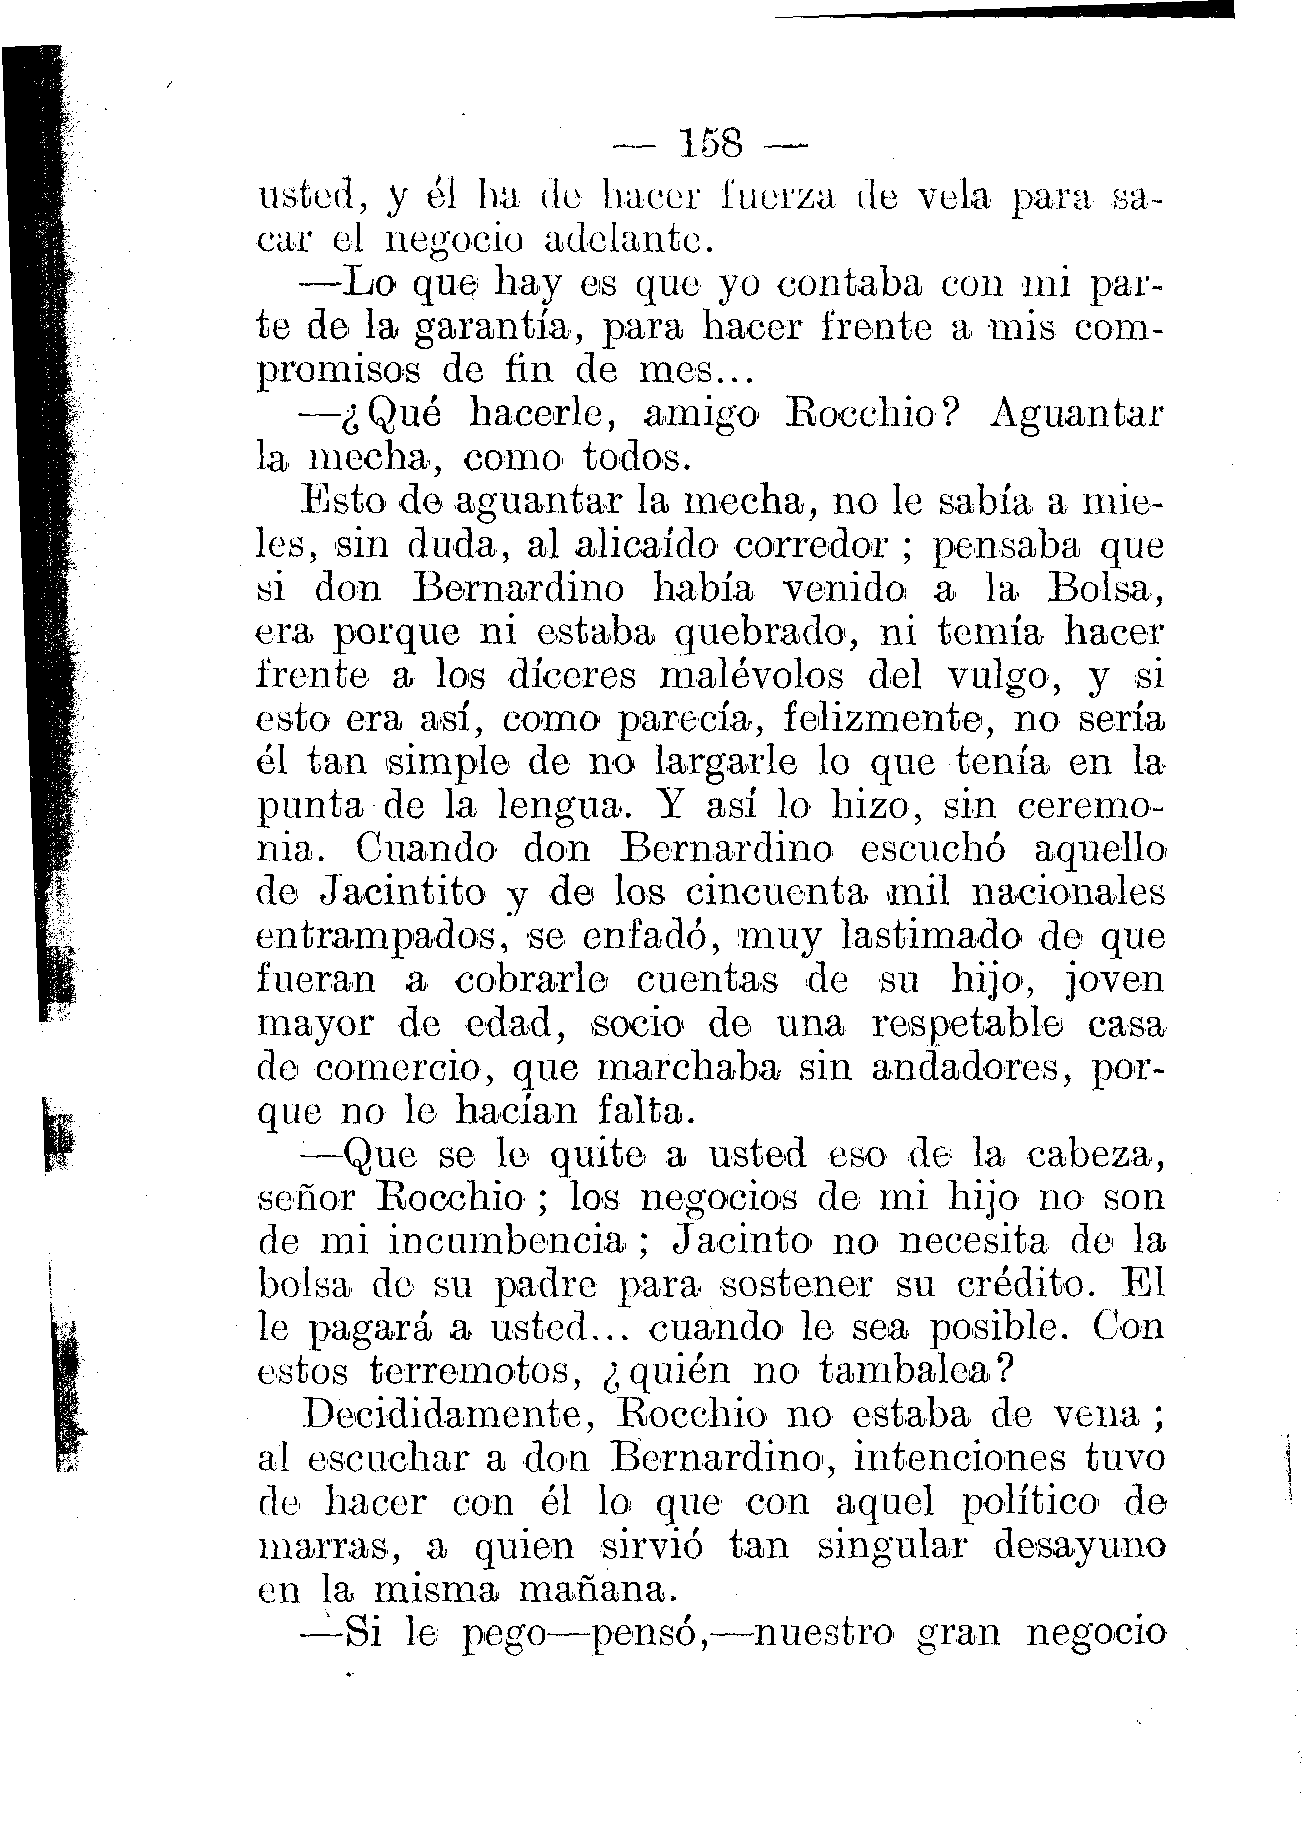 — 158 —
usted, y él ha de hacer fuerza de vela para sa-
car el negocio adelante.
—Lo que hay es que yo contaba con mi par-
te de la garantía, para hacer frente a mis com-
promisos de fin de mes...
—¿Qué hacerle, amigo Rocchio? Aguantar
la mecha, como todos.
Esto de aguantar la mecha, no le sabía a mie-
les, sin duda, al alicaído corredor ; pensaba que
si don Bernardino había venido a la Bolsa,
era porque ni estaba quebrado, ni temía hacer
frente a los díceres malévolos del vulgo, y si
esto era así, como parecía, felizmente, no sería
él tan simple de no largarle lo que tenía en la
punta de la lengua. Y así lo hizo, sin ceremo-
nia. Cuando don Bernardino escuchó aquello
de Jacintito y de los cincuenta mil nacionales
entrampados, se enfadó, muy lastimado de que
fueran a cobrarle cuentas de su hijo, joven
mayor de edad, socio de una respetable casa
de comercio, que marchaba sin andadores, por-
que no le hacían falta.
—Que se le quite a usted eso de la cabeza,
señor Rocchio ; los negocios de mi hijo no son
de mi incumbencia ; Jacinto no necesita de la
bolsa de su padre para sostener su crédito. El
le pagará a usted... cuando le sea posible. Con
estos terremotos, ¿quién no tambalea?
Decididamente, Rocchio no estaba de vena ;
al escuchar a don Bernardino, intenciones tuvo
de hacer con él lo que con aquel político de
marras, a quien sirvió tan singular desayuno
en la misma mañana.
—Si le pego—pensó,—nuestro gran negocio